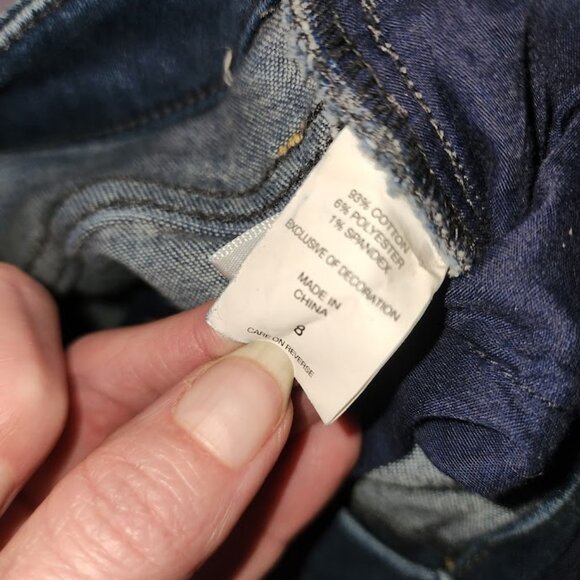 93% COTTON
6% POLYESTER
1% SPANDEX
EXCLUSIVE OF DECORATION
MADE IN
CHINA
8
CARE ON REVERSE